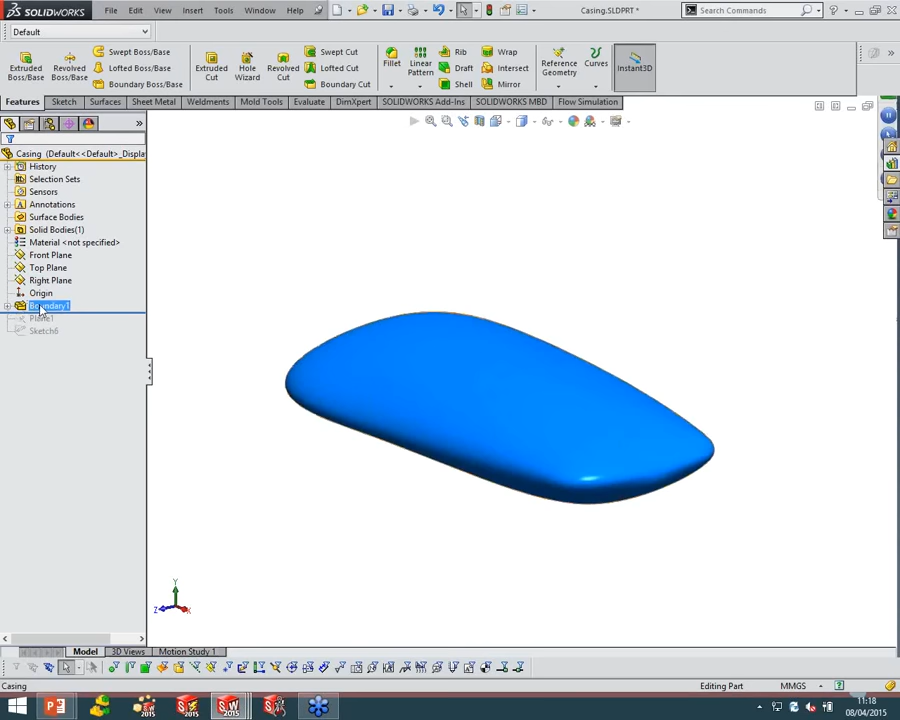 SOLIDWORKS File Edit View Insert Tools Window Help Casing.SLDPRT * Search Commands
Default
Extruded Boss/Base
Revolved Boss/Base
Swept Boss/Base
Lofted Boss/Base
Boundary Boss/Base
Extruded Cut
Hole Wizard
Revolved Cut
Swept Cut
Lofted Cut
Boundary Cut
Fillet
Linear Pattern
Rib
Draft
Shell
Wrap
Intersect
Mirror
Reference Geometry
Curves
Instant3D
Features Sketch Surfaces Sheet Metal Weldments Mold Tools Evaluate DimXpert SOLIDWORKS Add-Ins SOLIDWORKS MBD Flow Simulation
Casing (Default<<Default>_Displa
History
Selection Sets
Sensors
Annotations
Surface Bodies
Solid Bodies(1)
Material <not specified>
Front Plane
Top Plane
Right Plane
Origin
Boundary1
Plane1
Sketch6
Y
Z
X
Model 3D Views Motion Study 1
Casing Editing Part MMGS
2015 2015 2015
11:18
08/04/2015